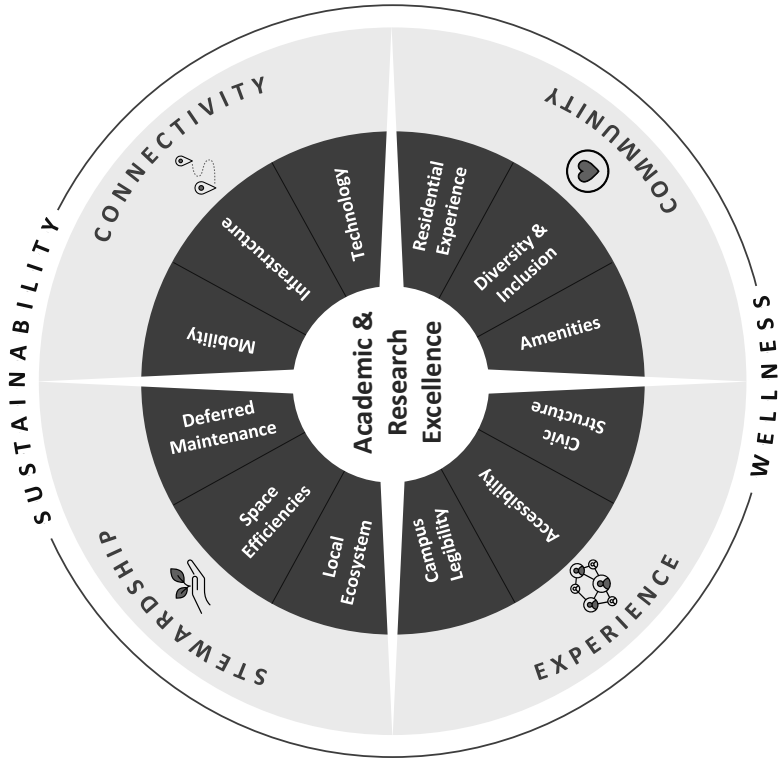 SUSTAINABILITY
WELLNESS
CONNECTIVITY
Mobility
Infrastructure
Technology
COMMUNITY
Residential
Experience
Diversity &
Inclusion
Amenities
EXPERIENCE
Civic
Structure
Accessibility
Campus
Legibility
STEWARDSHIP
Local
Ecosystem
Space
Efficiencies
Deferred
Maintenance
Academic &
Research
Excellence